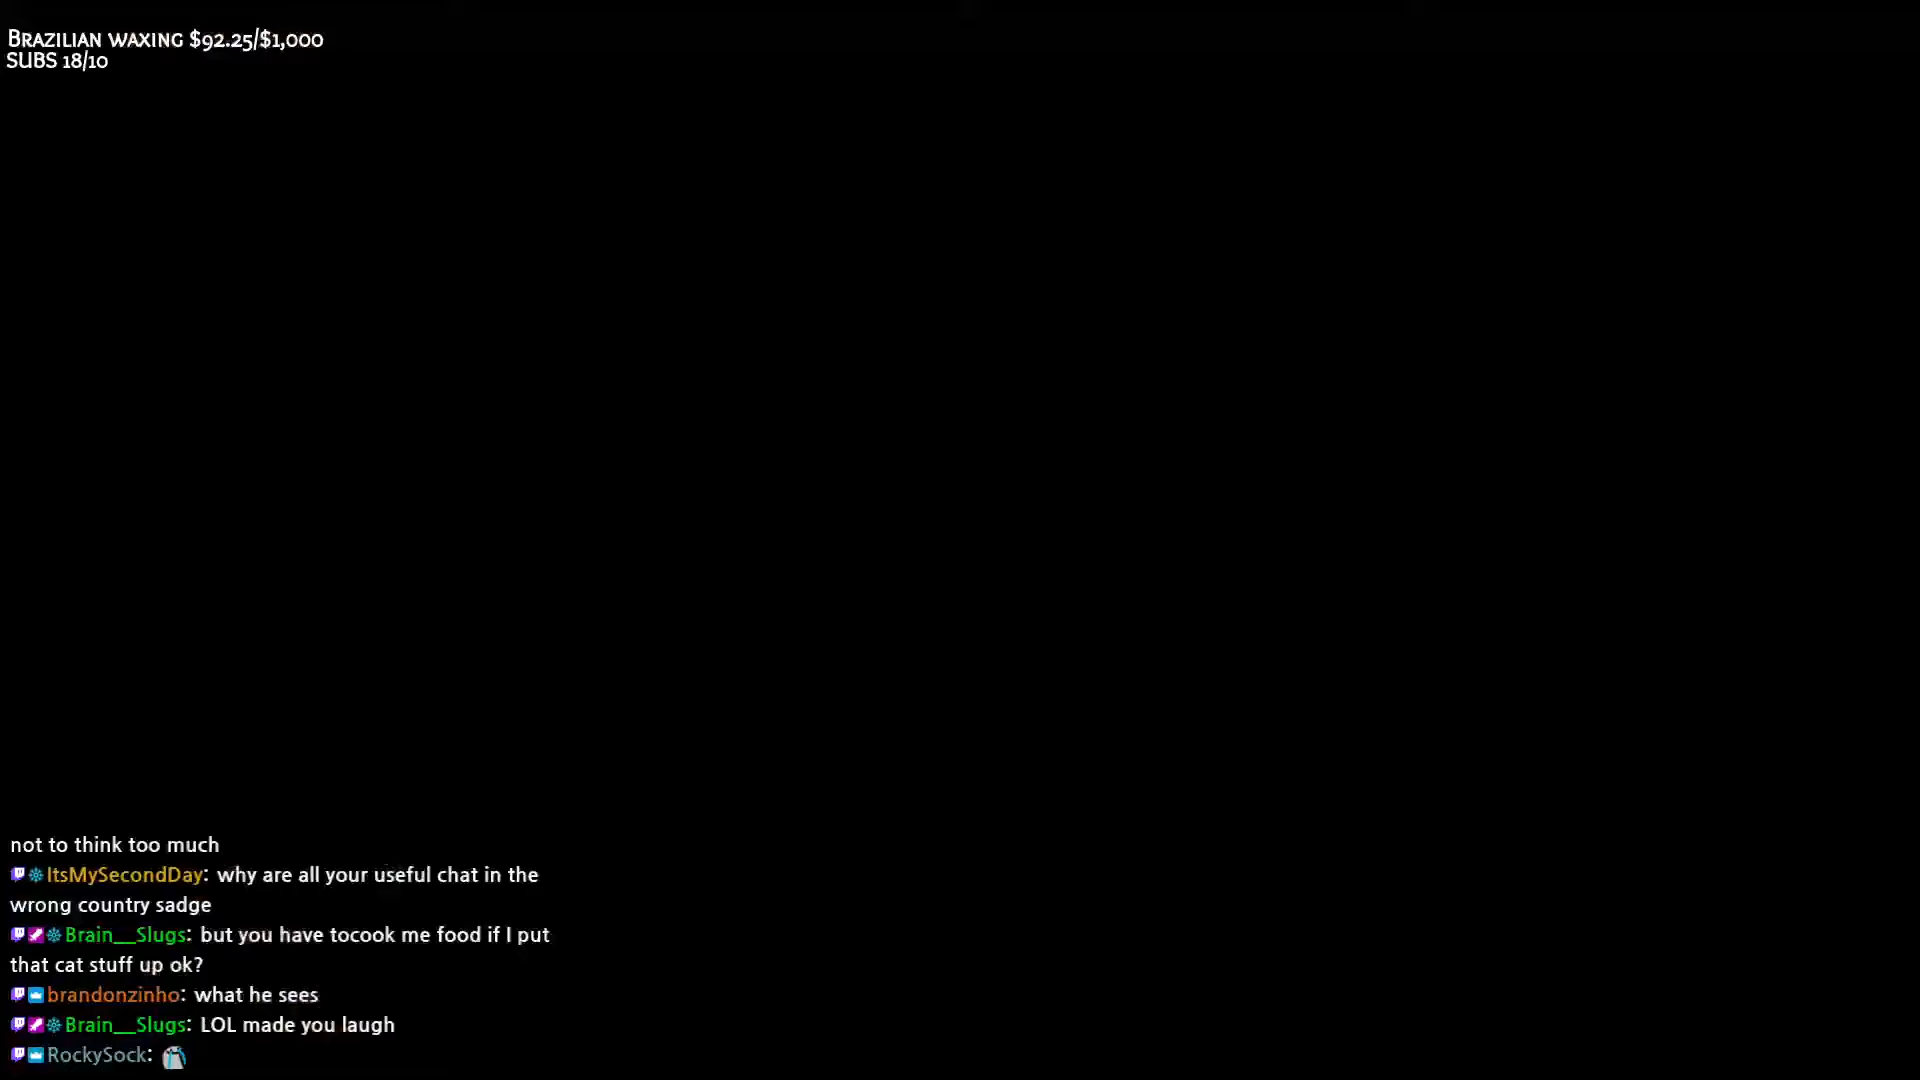 BRAZILIAN WAXING $92.25/$1,000
SUBS 18/10
not to think too much
ItsMySecondDay: why are all your useful chat in the
wrong country sadge
Brain__Slugs: but you have tocook me food if I put
that cat stuff up ok?
brandonzinho: what he sees
Brain__Slugs: LOL made you laugh
RockySock: